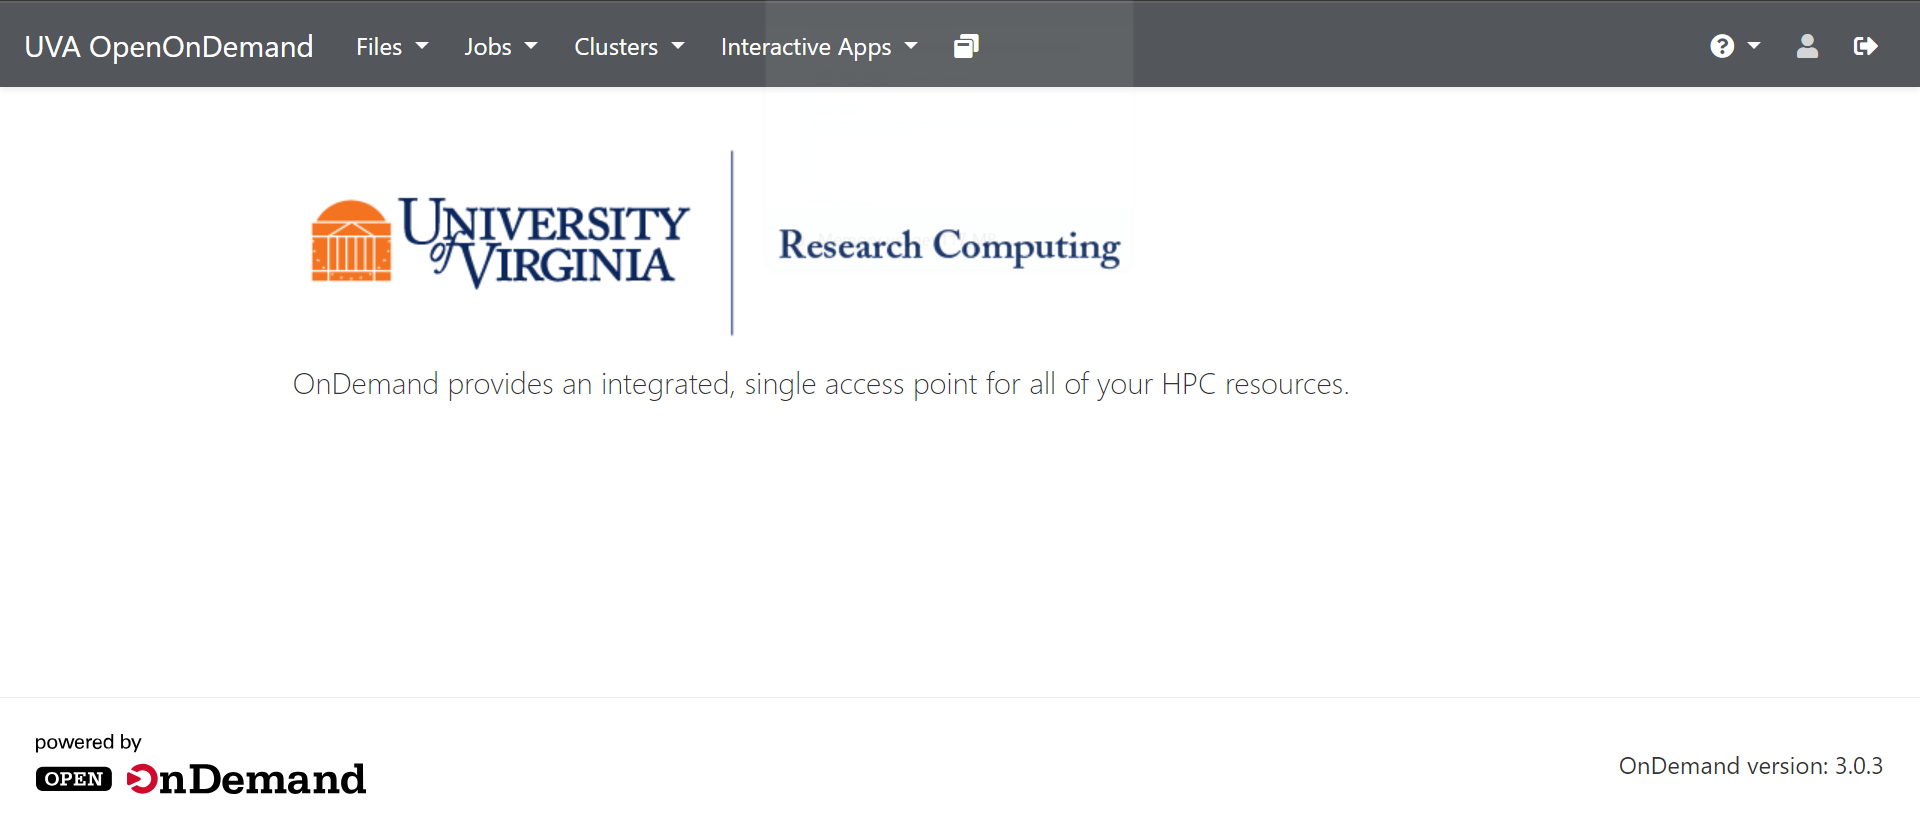 UVA OpenOnDemand Files Jobs Clusters Interactive Apps
UNIVERSITY
of VIRGINIA
Research Computing
OnDemand provides an integrated, single access point for all of your HPC resources.
powered by
OPEN OnDemand
OnDemand version: 3.0.3